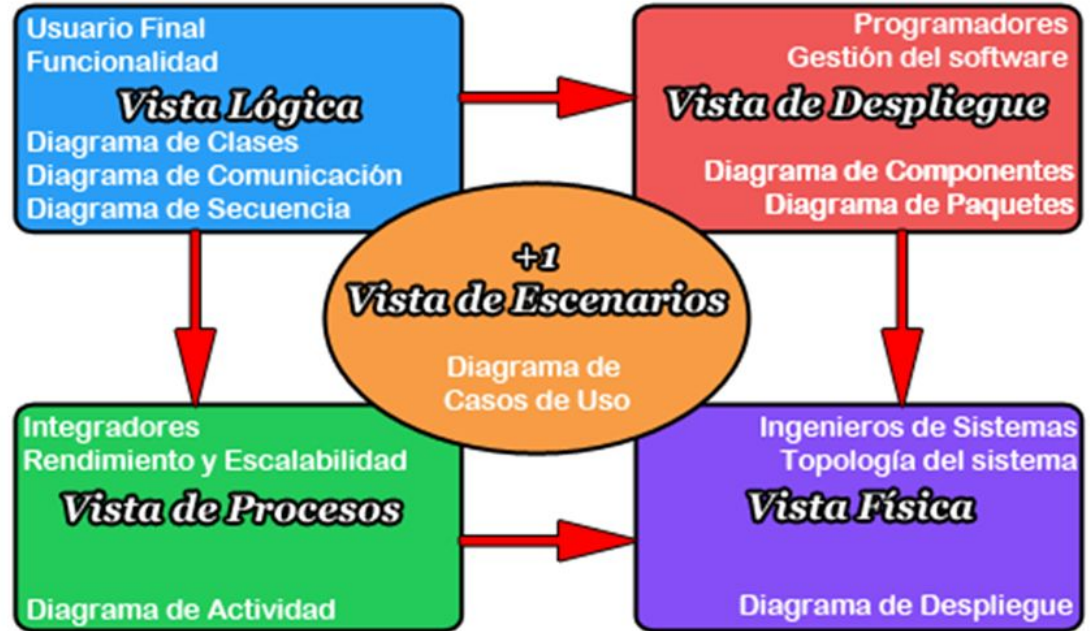 Usuario Final
Funcionalidad
Vista Lógica
Diagrama de Clases
Diagrama de Comunicación
Diagrama de Secuencia
Programadores
Gestión del software
Vista de Despliegue
Diagrama de Componentes
Diagrama de Paquetes
+1
Vista de Escenarios
Diagrama de
Casos de Uso
Integradores
Rendimiento y Escalabilidad
Vista de Procesos
Diagrama de Actividad
Ingenieros de Sistemas
Topología del sistema
Vista Física
Diagrama de Despliegue